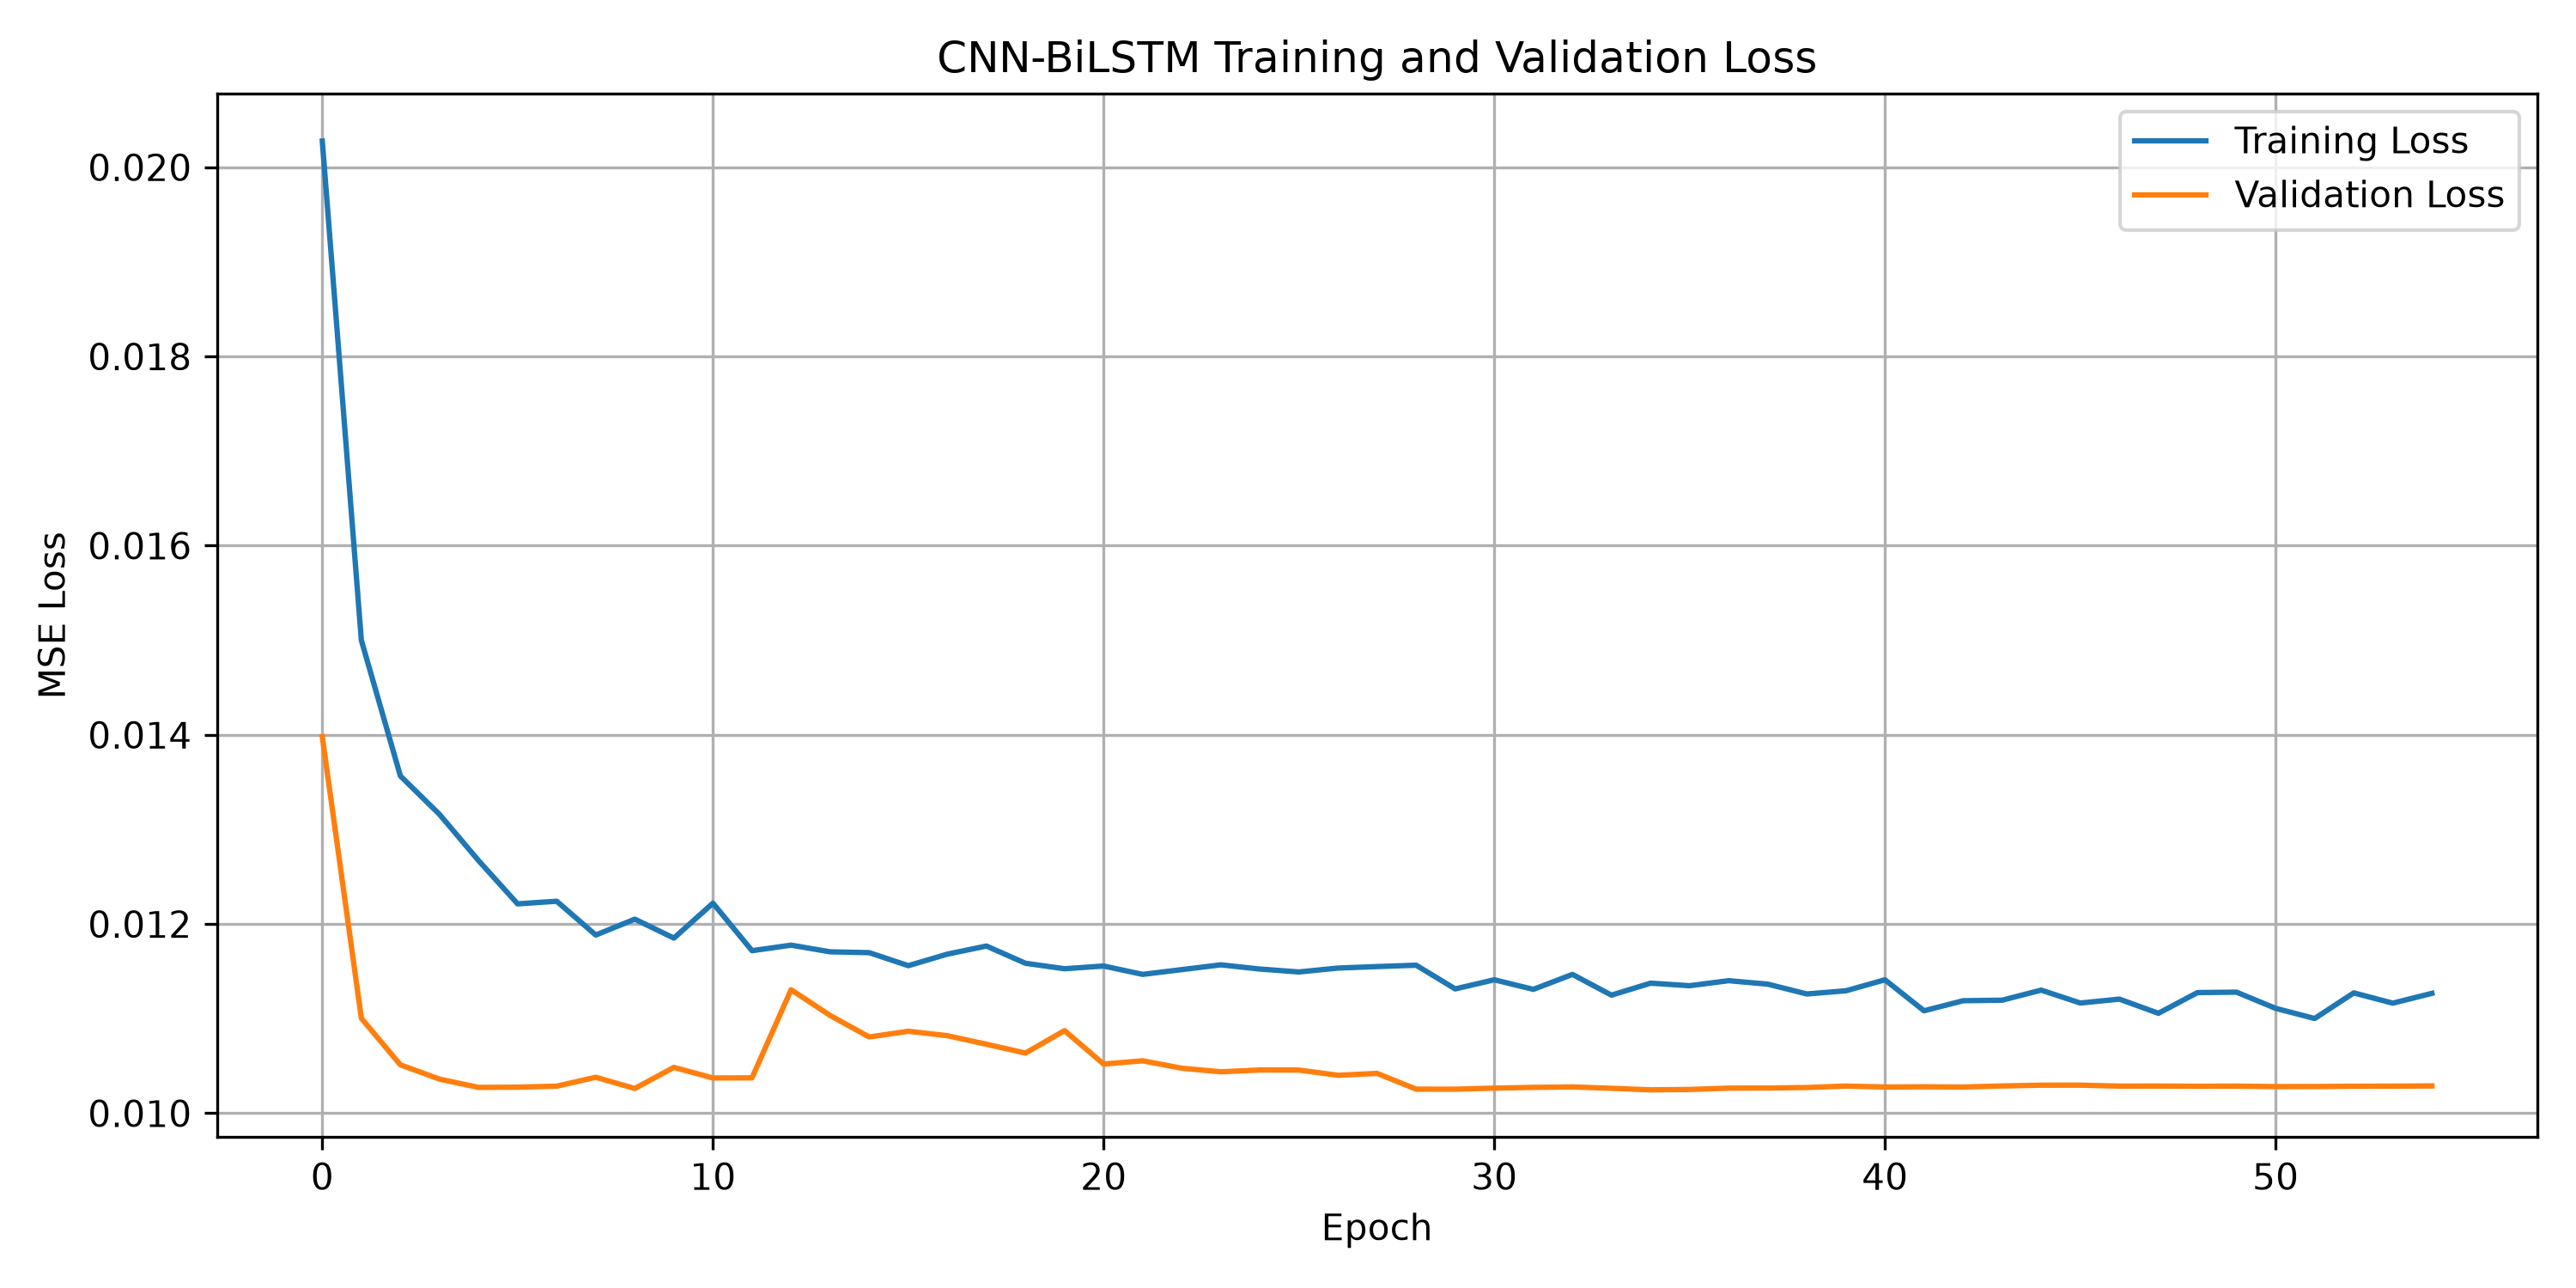 CNN-BiLSTM Training and Validation Loss
Training Loss
Validation Loss
MSE Loss
0.020
0.018
0.016
0.014
0.012
0.010
0 10 20 30 40 50
Epoch